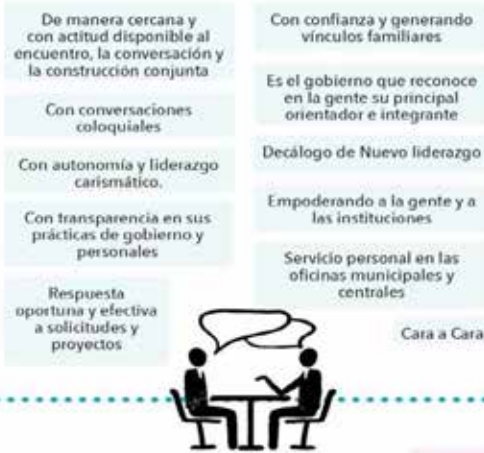 De manera cercana y
con actitud disponible al
encuentro, la conversación y
la construcción conjunta
Con conversaciones
coloquiales
Con autonomía y liderazgo
carismático.
Con transparencia en sus
prácticas de gobierno y
personales
Respuesta
oportuna y efectiva
a solicitudes y
proyectos
Con confianza y generando
vínculos familiares
Es el gobierno que reconoce
en la gente su principal
orientador e integrante
Decálogo de Nuevo liderazgo
Empoderando a la gente y a
las instituciones
Servicio personal en las
oficinas municipales y
centrales
Cara a Cara